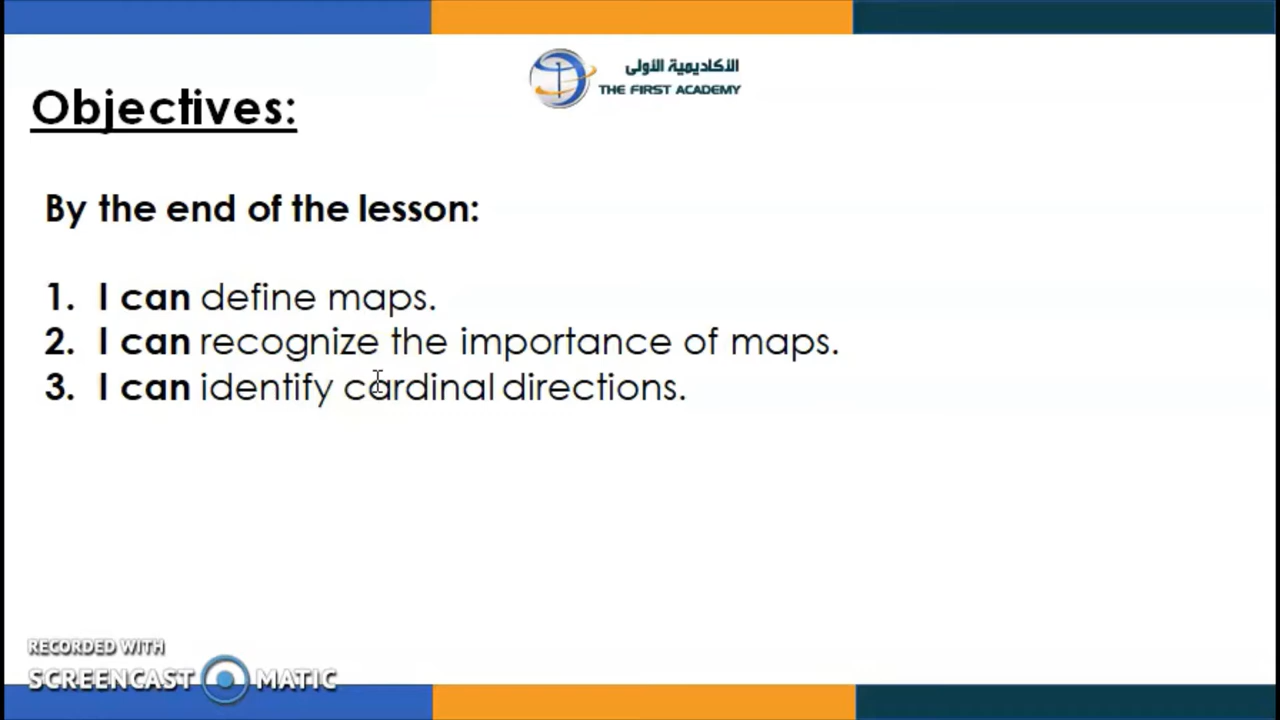 الأكاديمية الأولى
THE FIRST ACADEMY
Objectives:
By the end of the lesson:
1. I can define maps.
2. I can recognize the importance of maps.
3. I can identify cardinal directions.
RECORDED WITH
SCREENCAST MATIC